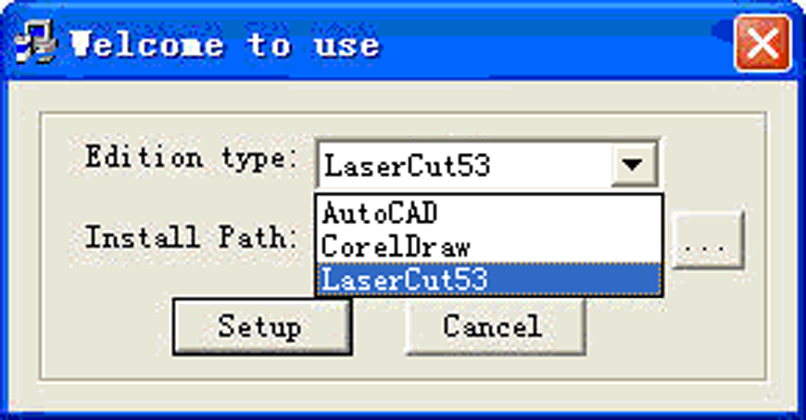 Welcome to use
Edition type:
LaserCut53
AutoCAD
CorelDraw
LaserCut53
Install Path:
...
Setup
Cancel